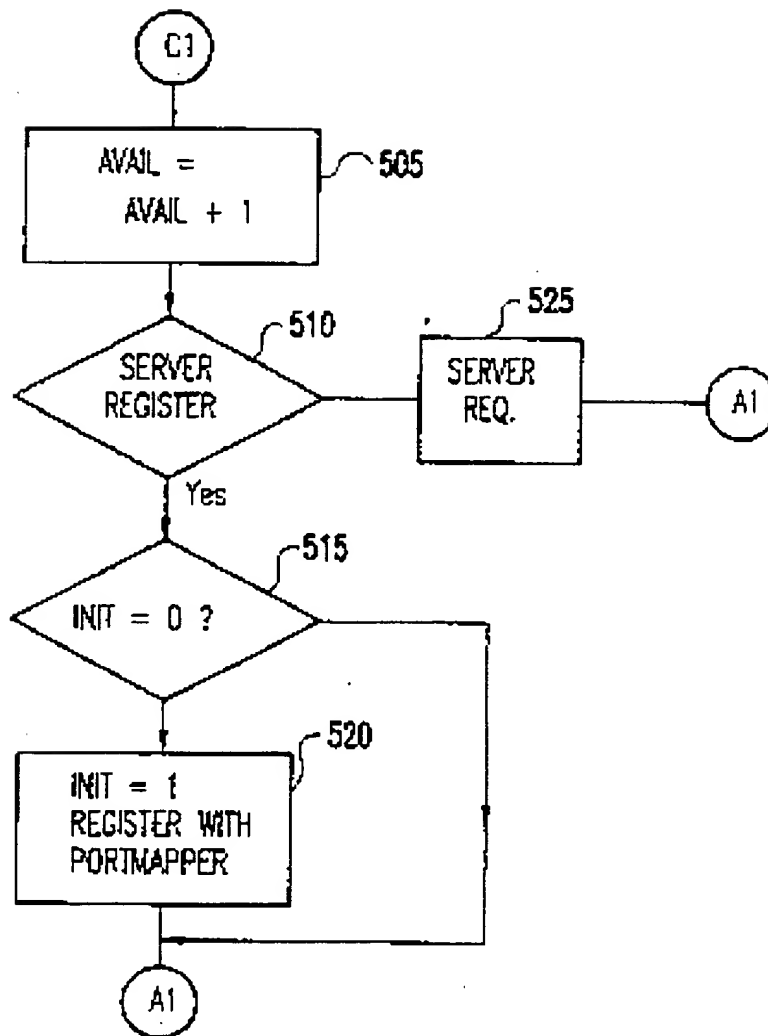 C1
AVAIL =
AVAIL + 1
505
510
SERVER
REGISTER
525
SERVER
REQ.
A1
Yes
515
INIT = 0 ?
520
INIT = 1
REGISTER WITH
PORTMAPPER
A1